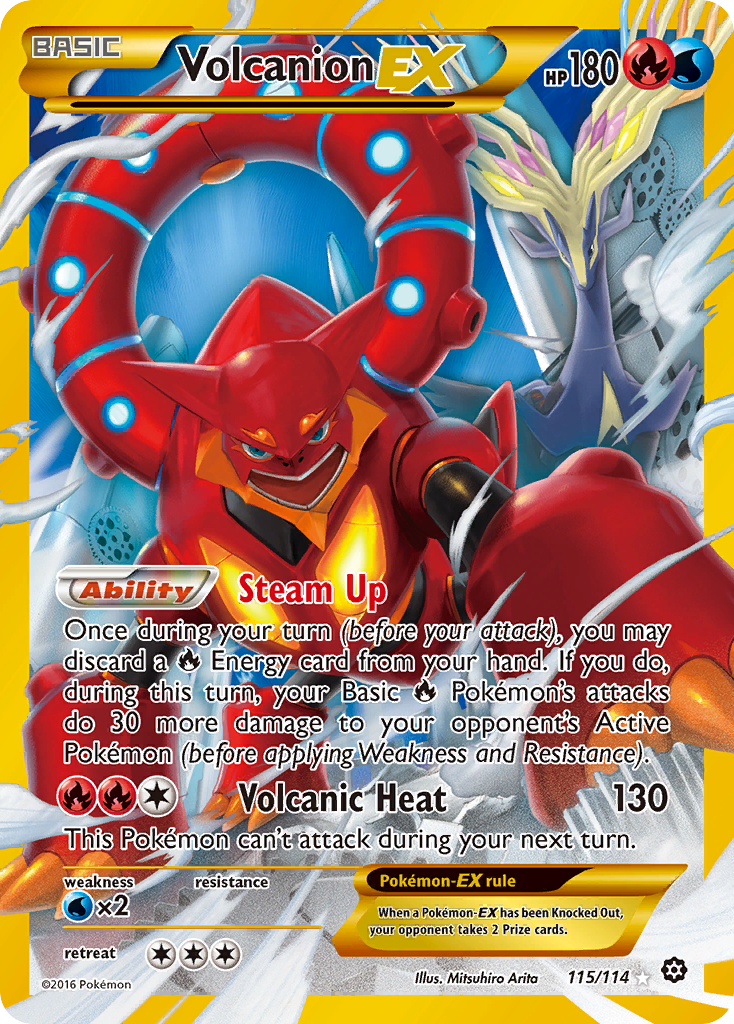 BASIC
Volcanion EX
HP 180
Ability Steam Up
Once during your turn (before your attack), you may
discard a Energy card from your hand. If you do,
during this turn, your Basic Pokémon's attacks
do 30 more damage to your opponent's Active
Pokémon (before applying Weakness and Resistance).
Volcanic Heat 130
This Pokémon can't attack during your next turn.
weakness resistance
×2
Pokémon-EX rule
When a Pokémon-EX has been Knocked Out,
your opponent takes 2 Prize cards.
retreat
©2016 Pokémon
Illus. Mitsuhiro Arita
115/114